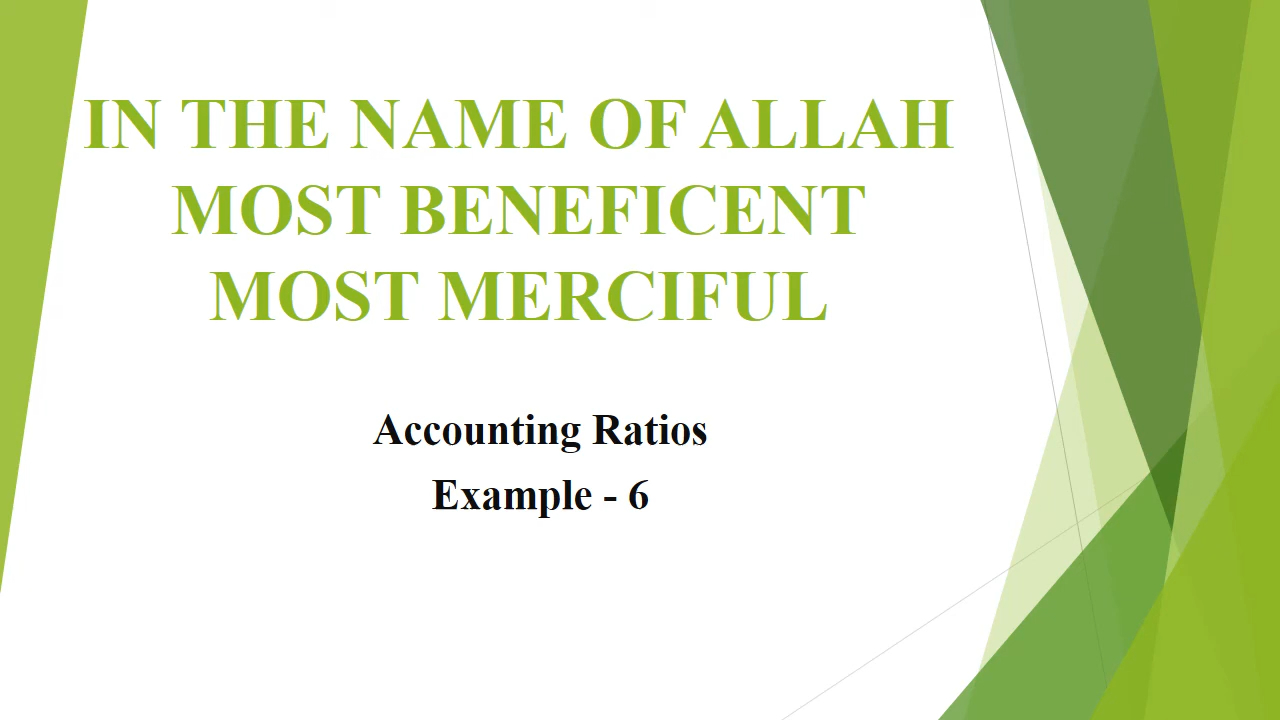 IN THE NAME OF ALLAH
MOST BENEFICENT
MOST MERCIFUL
Accounting Ratios
Example - 6